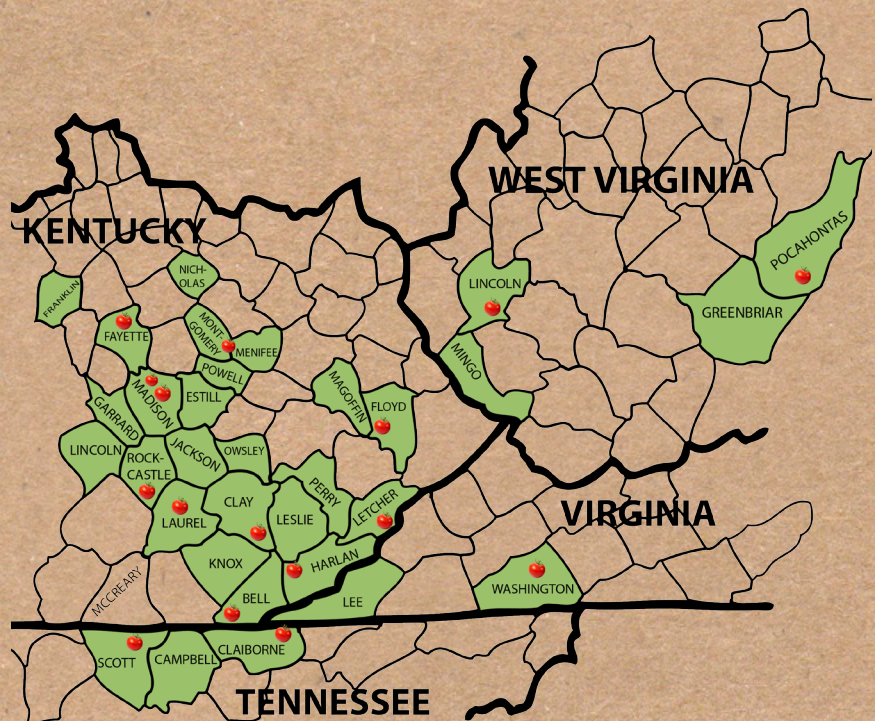 WEST VIRGINIA
KENTUCKY
POCAHONTAS
NICH-
OLAS
LINCOLN
FRANKLIN
GREENBRIAR
MONT-
GOMERY
FAYETTE
MENIFEE
MINGO
POWELL
MAGOFFIN
MADISON
ESTILL
FLOYD
GARRARD
LINCOLN
ROCK-
CASTLE
JACKSON
OWSLEY
PERRY
CLAY
LETCHER
LESLIE
LAUREL
VIRGINIA
HARLAN
KNOX
MCCREARY
WASHINGTON
BELL
LEE
CLAIBORNE
SCOTT
CAMPBELL
TENNESSEE